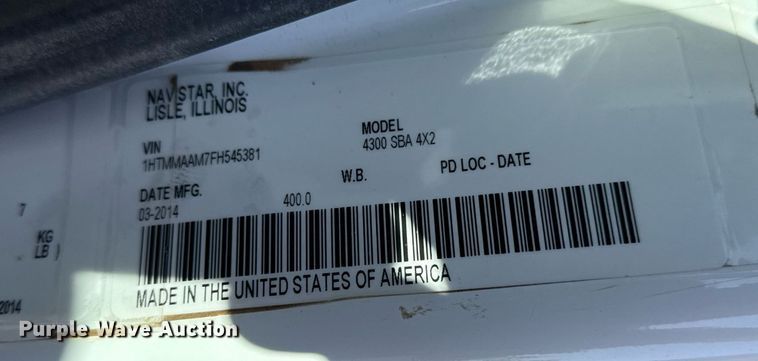 NAVISTAR, INC.
LISLE, ILLINOIS
VIN
1HTMMAAM7FH545381
MODEL
4300 SBA 4X2
DATE MFG.
03-2014
W.B.
400.0
PD LOC - DATE
MADE IN THE UNITED STATES OF AMERICA
7
KG
LB )
2014
Purple Wave Auction